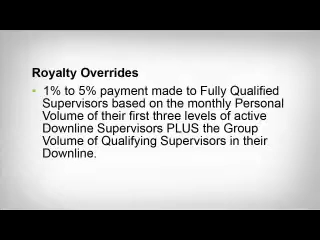 Royalty Overrides
• 1% to 5% payment made to Fully Qualified
Supervisors based on the monthly Personal
Volume of their first three levels of active
Downline Supervisors PLUS the Group
Volume of Qualifying Supervisors in their
Downline.